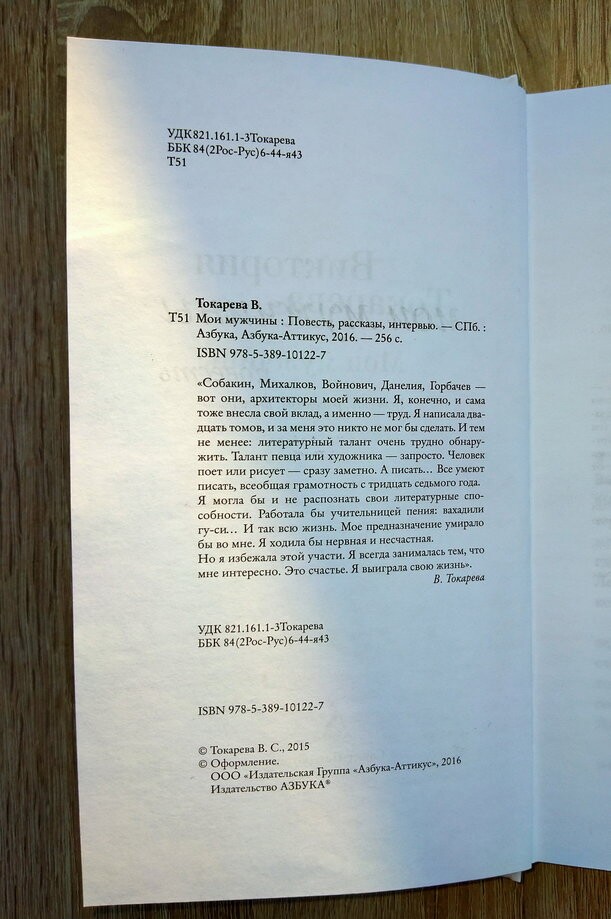 УДК 821.161.1-3Токарева
ББК 84(2Рос-Рус)6-44-я43
Т51
Токарева В.
Т51 Мои мужчины : Повесть, рассказы, интервью. — СПб. :
Азбука, Азбука-Аттикус, 2016. — 256 с.
ISBN 978-5-389-10122-7
«Собакин, Михалков, Войнович, Данелия, Горбачев —
вот они, архитекторы моей жизни. Я, конечно, и сама
тоже внесла свой вклад, а именно — труд. Я написала два-
дцать томов, и за меня это никто не мог бы сделать. И тем
не менее: литературный талант очень трудно обнару-
жить. Талант певца или художника — запросто. Человек
поет или рисует — сразу заметно. А писать... Все умеют
писать, всеобщая грамотность с тридцать седьмого года.
Я могла бы и не распознать свои литературные спо-
собности. Работала бы учительницей пения: вахадили
гу-си... И так всю жизнь. Мое предназначение умирало
бы во мне. Я ходила бы нервная и несчастная.
Но я избежала этой участи. Я всегда занималась тем, что
мне интересно. Это счастье. Я выиграла свою жизнь».
В. Токарева
УДК 821.161.1-3Токарева
ББК 84(2Рос-Рус)6-44-я43
ISBN 978-5-389-10122-7
© Токарева В. С., 2015
© Оформление.
ООО «Издательская Группа «Азбука-Аттикус», 2016
Издательство АЗБУКА®